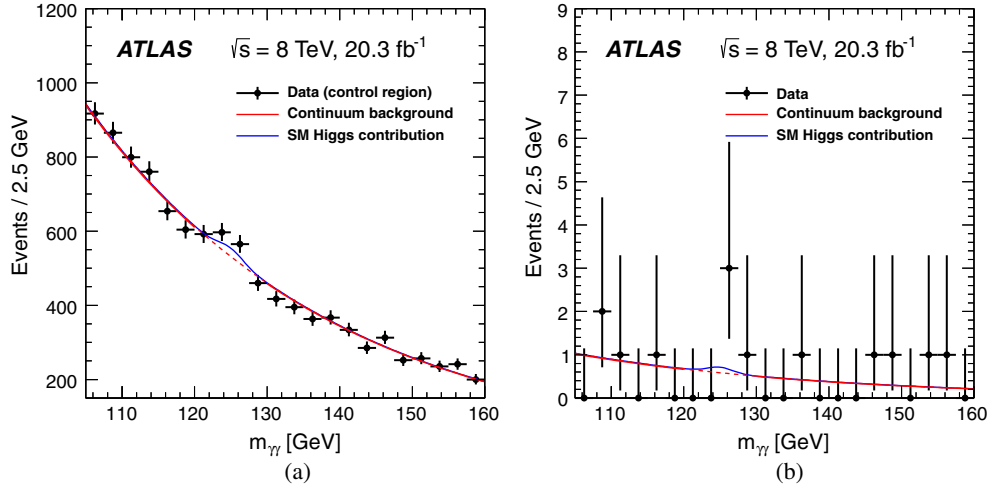 1200
1000
800
600
400
200
Events / 2.5 GeV
ATLAS √s = 8 TeV, 20.3 fb⁻¹
Data (control region)
Continuum background
SM Higgs contribution
110 120 130 140 150 160
mγγ [GeV]
(a)
9
8
7
6
5
4
3
2
1
0
Events / 2.5 GeV
ATLAS √s = 8 TeV, 20.3 fb⁻¹
Data
Continuum background
SM Higgs contribution
110 120 130 140 150 160
mγγ [GeV]
(b)